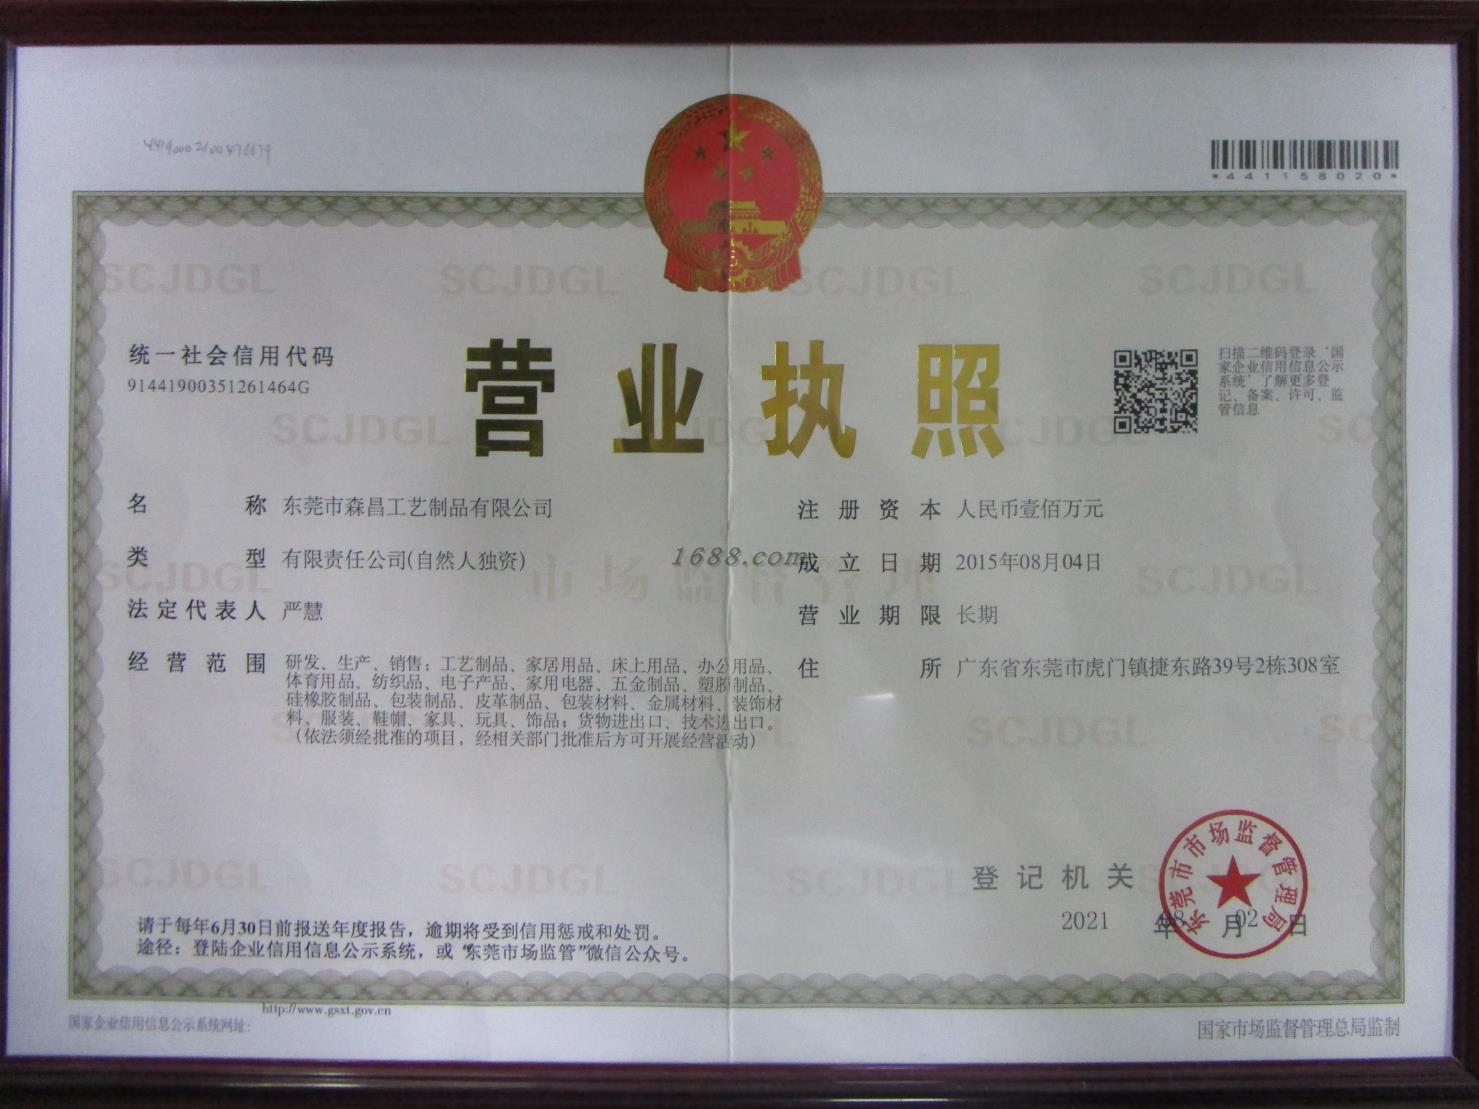 44190002100476619
*441158020*
统一社会信用代码
91441900351261464G
营业执照
扫描二维码登录‘国
家企业信用信息公示
系统’了解更多登
记、备案、许可、监
管信息
名称 东莞市森昌工艺制品有限公司
类型 有限责任公司(自然人独资)
法定代表人 严慧
经营范围 研发、生产、销售：工艺制品、家居用品、床上用品、办公用品、
体育用品、纺织品、电子产品、家用电器、五金制品、塑胶制品、
硅橡胶制品、包装制品、皮革制品、包装材料、金属材料、装饰材
料、服装、鞋帽、家具、玩具、饰品；货物进出口、技术进出口。
（依法须经批准的项目，经相关部门批准后方可开展经营活动）
1688.com
注册资本 人民币壹佰万元
成立日期 2015年08月04日
营业期限 长期
住所 广东省东莞市虎门镇捷东路39号2栋308室
市场监督管理
SCJDGL
登记机关
东莞市市场监督管理局
2021年08月02日
请于每年6月30日前报送年度报告，逾期将受到信用惩戒和处罚。
途径：登陆企业信用信息公示系统，或“东莞市场监管”微信公众号。
http://www.gsxt.gov.cn
国家企业信用信息公示系统网址:
国家市场监督管理总局监制